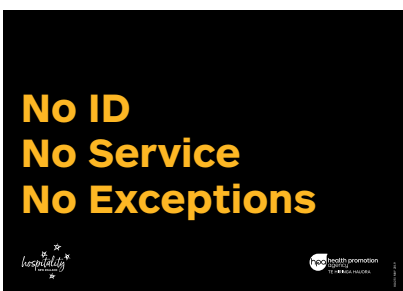 No ID
No Service
No Exceptions
hospitality
NEW ZEALAND
hpa health promotion
agency
TE HIRINGA HAUORA